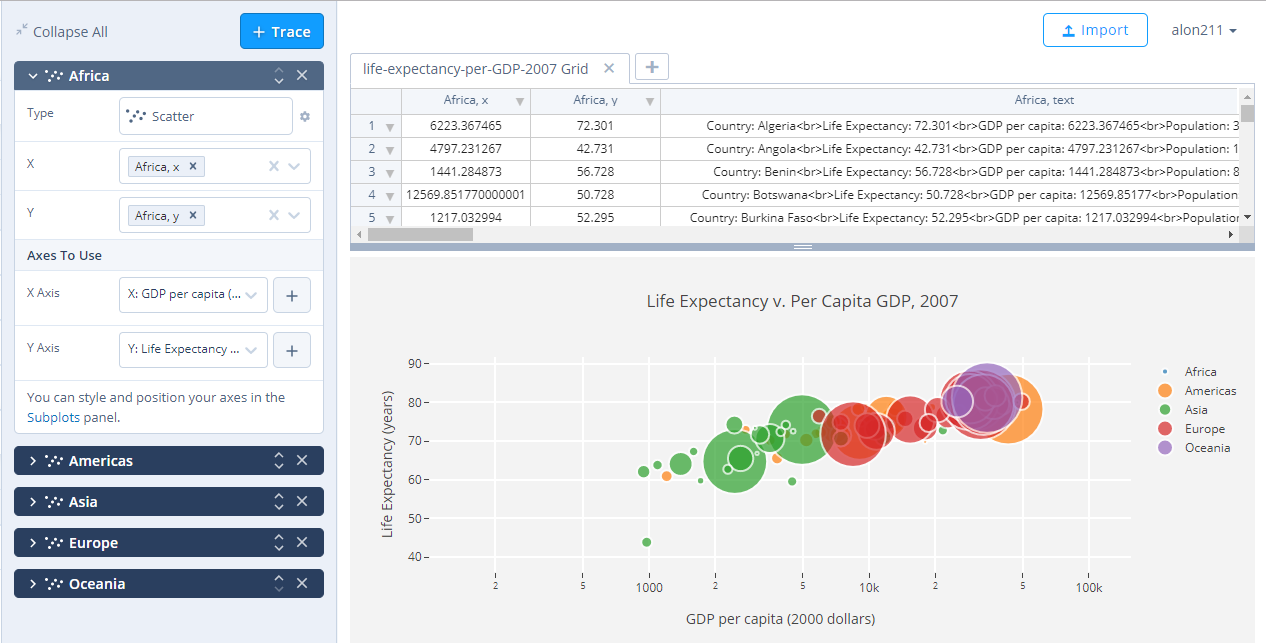 Collapse All
+ Trace
Africa
Type
Scatter
X
Africa, x ×
Y
Africa, y ×
Axes To Use
X Axis
X: GDP per capita (...
Y Axis
Y: Life Expectancy ...
You can style and position your axes in the
Subplots panel.
Americas
Asia
Europe
Oceania
Import
alon211
life-expectancy-per-GDP-2007 Grid
Africa, x Africa, y Africa, text
1 6223.367465 72.301 Country: Algeria<br>Life Expectancy: 72.301<br>GDP per capita: 6223.367465<br>Population: 3
2 4797.231267 42.731 Country: Angola<br>Life Expectancy: 42.731<br>GDP per capita: 4797.231267<br>Population: 1
3 1441.284873 56.728 Country: Benin<br>Life Expectancy: 56.728<br>GDP per capita: 1441.284873<br>Population: 8
4 12569.851770000001 50.728 Country: Botswana<br>Life Expectancy: 50.728<br>GDP per capita: 12569.85177<br>Population:
5 1217.032994 52.295 Country: Burkina Faso<br>Life Expectancy: 52.295<br>GDP per capita: 1217.032994<br>Population
Life Expectancy v. Per Capita GDP, 2007
Life Expectancy (years)
90
80
70
60
50
40
2 5 1000 2 5 10k 2 5 100k
GDP per capita (2000 dollars)
Africa
Americas
Asia
Europe
Oceania